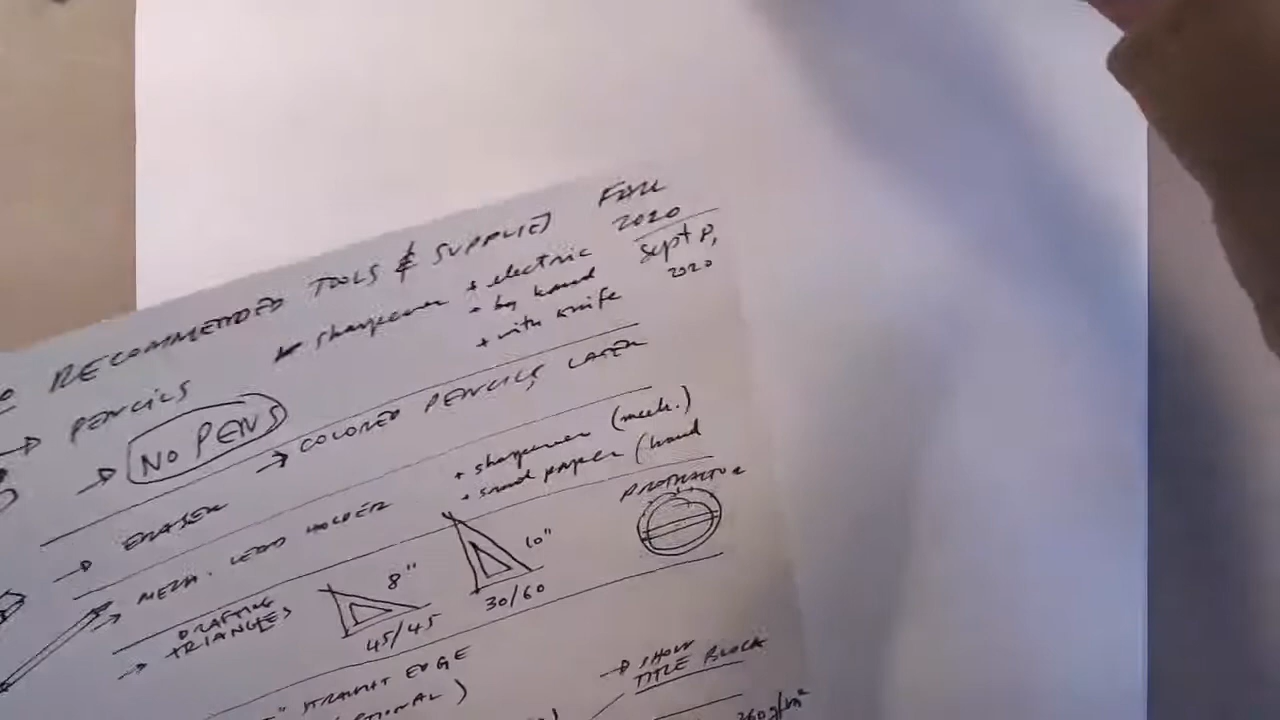 RECOMMENDED TOOLS & SUPPLIES FALL
2020
Sept 8,
2020
→ PENCILS sharpener + electric
+ by hand
+ with knife
→ NO PENS
→ COLORED PENCILS LATER
→ ERASER
→ MECH. LEAD HOLDER + sharpener (mech.)
+ sand paper (hand
→ DRAFTING
TRIANGLES
8"
45/45
10"
30/60
PROTRACTOR
STRAIGHT EDGE
→ SHOW
TITLE BLOCK
260g/m²